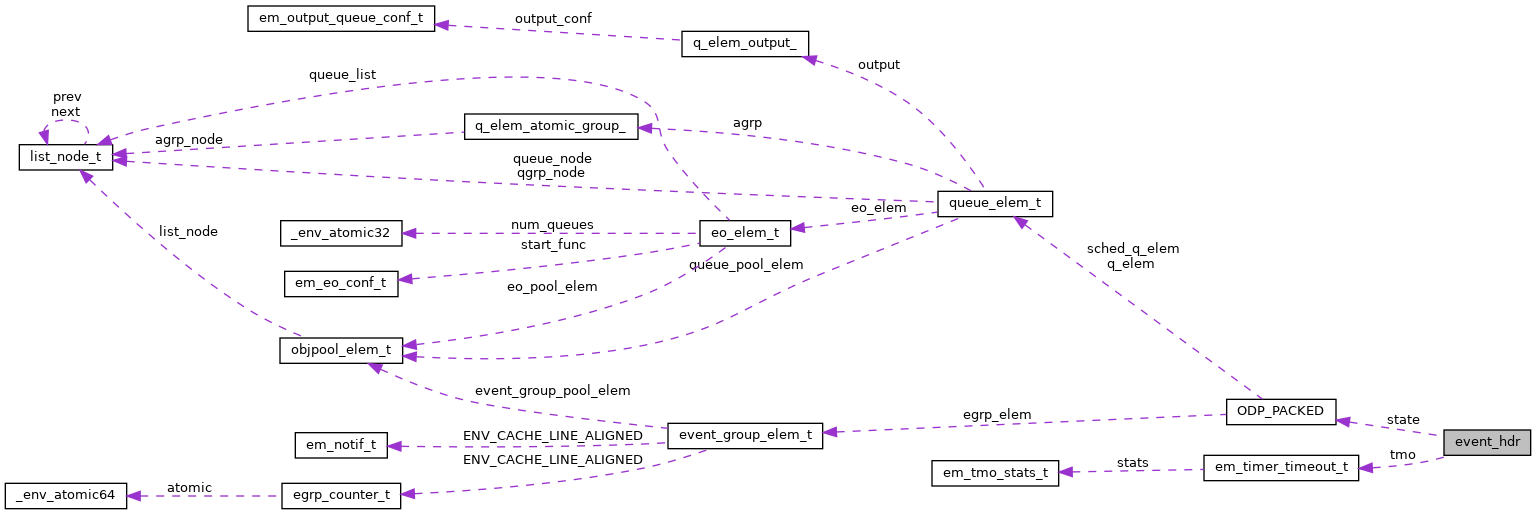 em_output_queue_conf_t
output_conf
q_elem_output_
output
queue_list
prev
next
q_elem_atomic_group_
agrp
agrp_node
list_node_t
queue_node
qgrp_node
queue_elem_t
eo_elem
list_node
_env_atomic32
num_queues
start_func
eo_elem_t
sched_q_elem
q_elem
em_eo_conf_t
queue_pool_elem
eo_pool_elem
objpool_elem_t
event_group_pool_elem
egrp_elem
ODP_PACKED
state
em_notif_t
ENV_CACHE_LINE_ALIGNED
event_group_elem_t
event_hdr
ENV_CACHE_LINE_ALIGNED
em_tmo_stats_t
stats
em_timer_timeout_t
tmo
_env_atomic64
atomic
egrp_counter_t